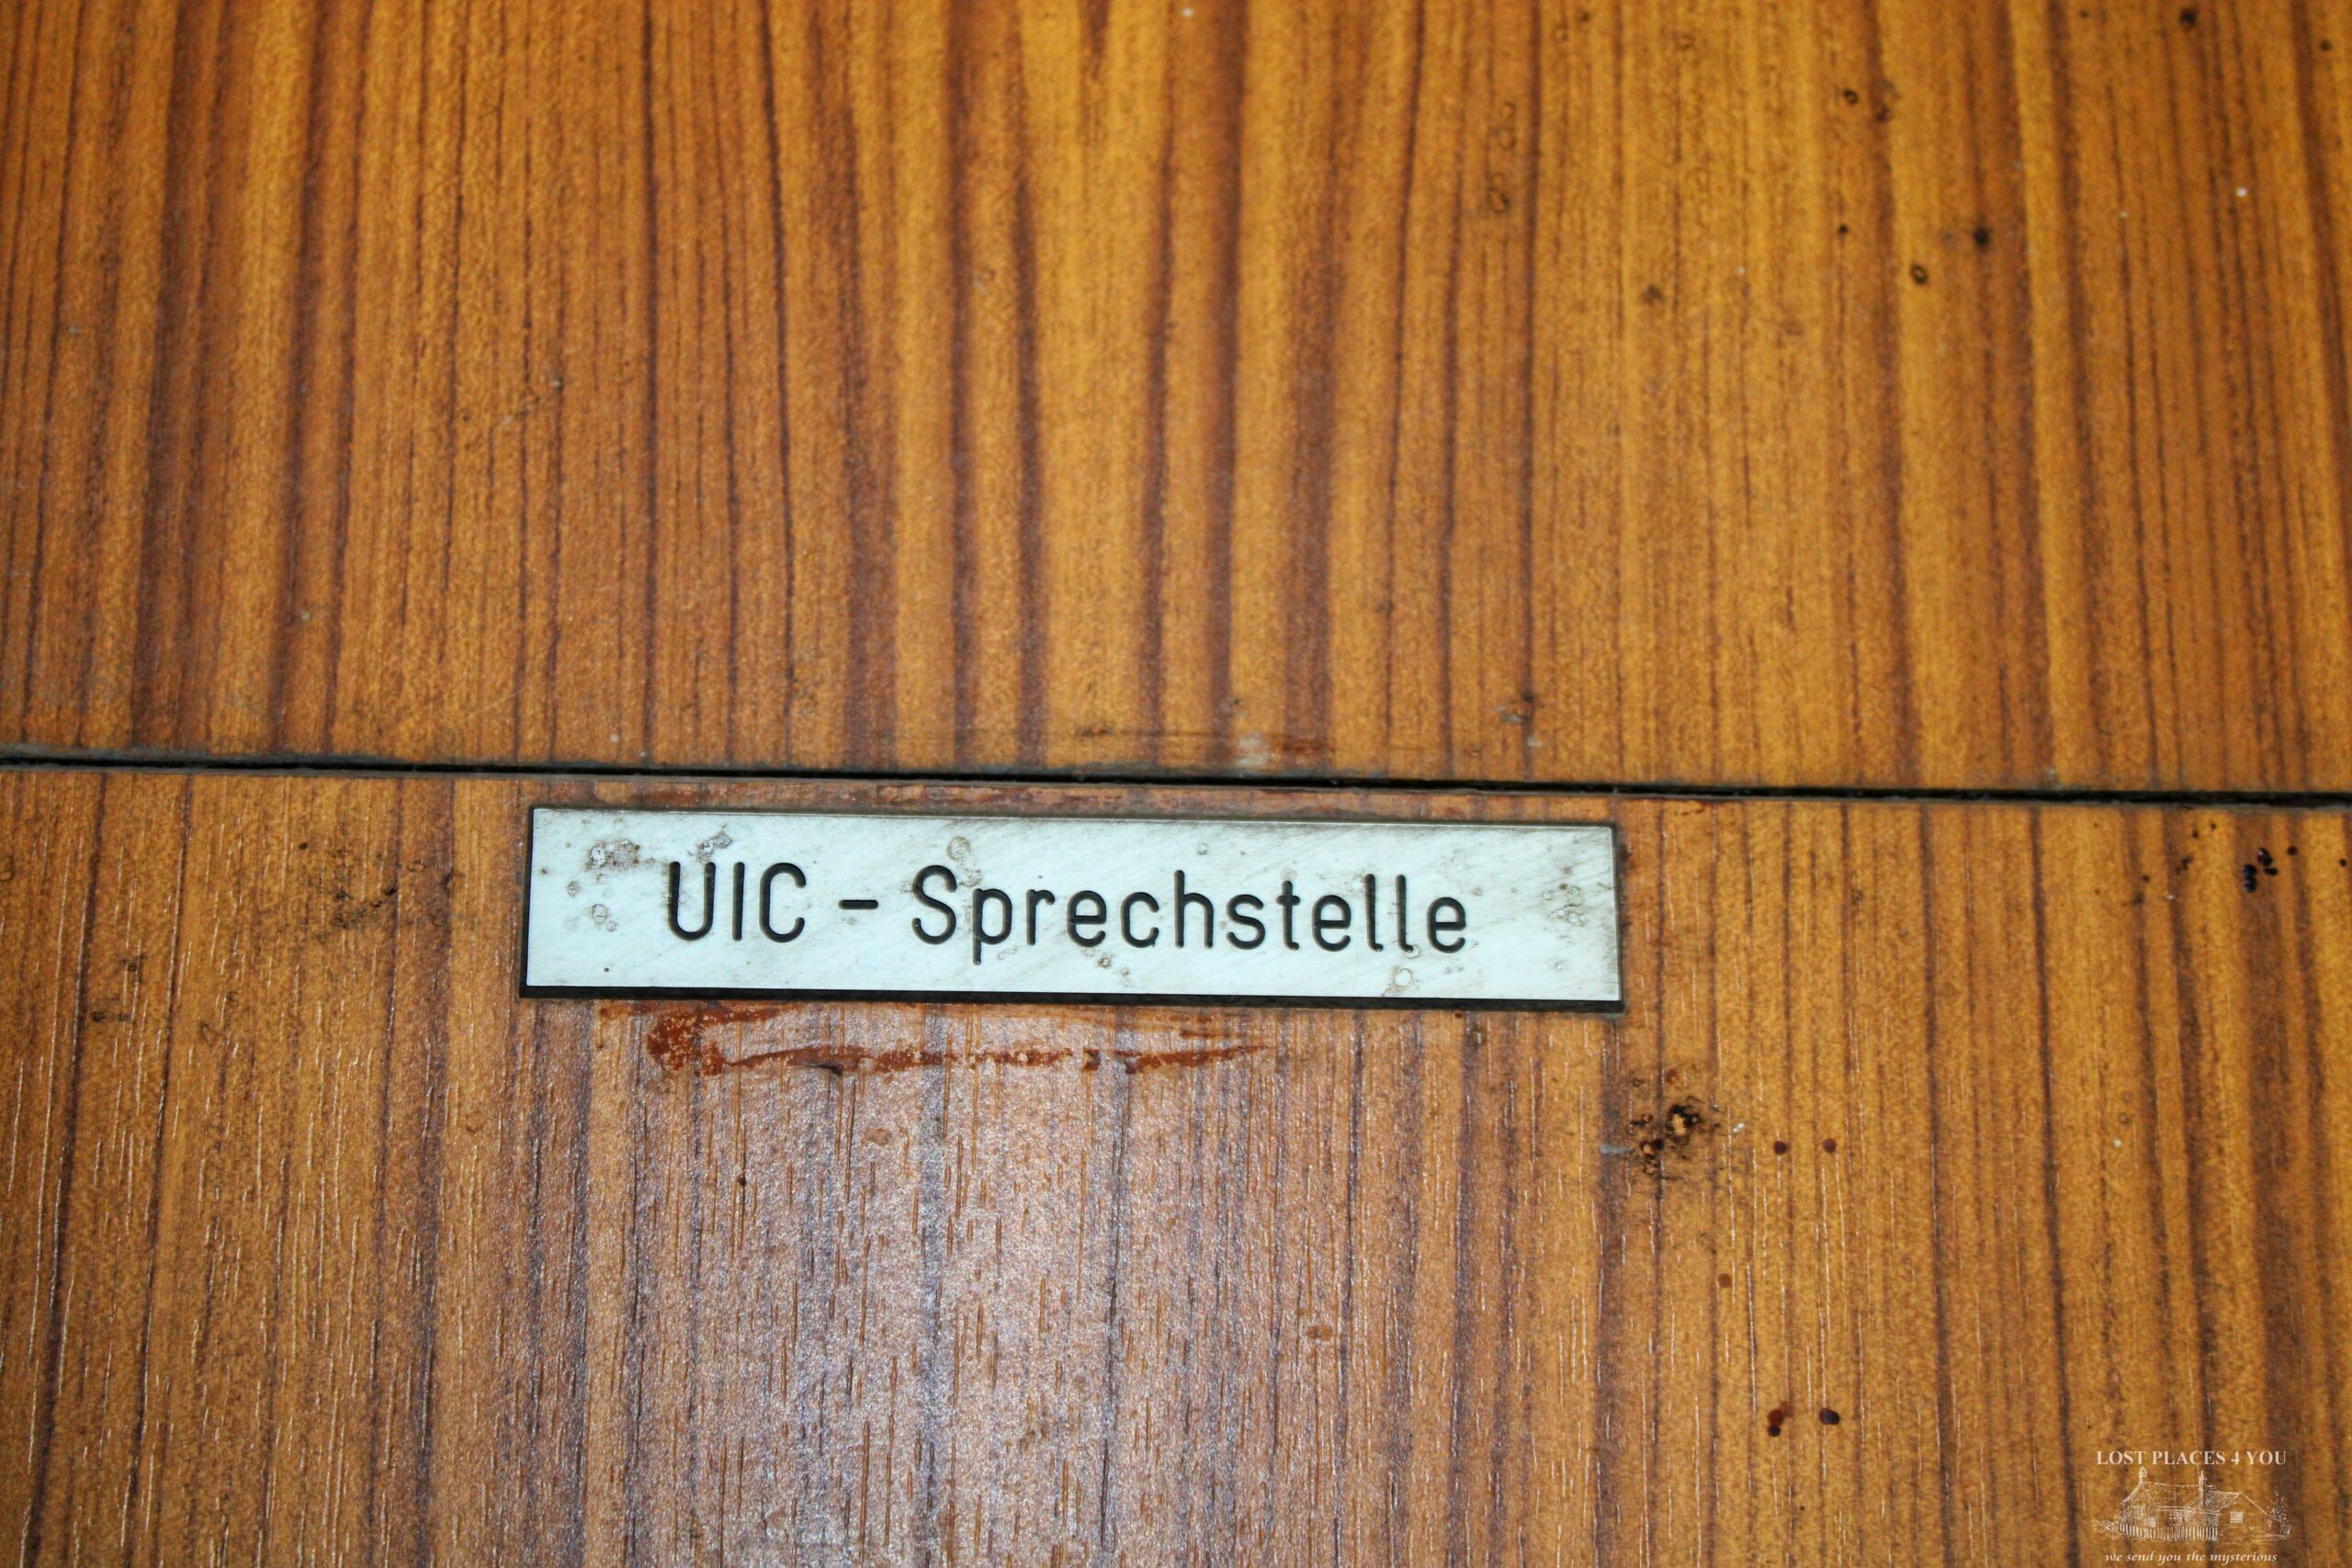 UIC - Sprechstelle
LOST PLACES 4 YOU
we send you the mysterious